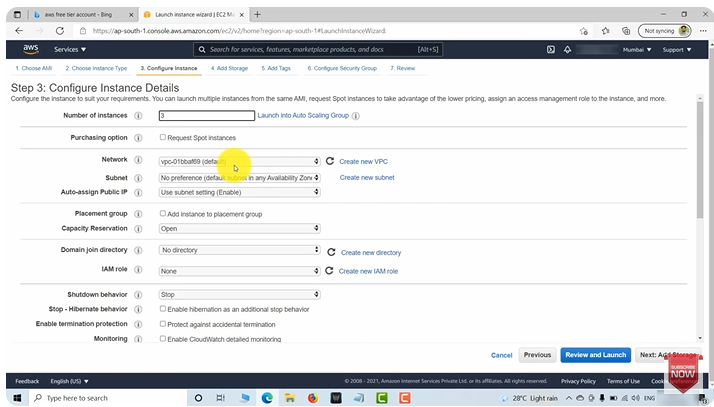 aws free tier account - Bing
Launch instance wizard | EC2 M
https://ap-south-1.console.aws.amazon.com/ec2/v2/home?region=ap-south-1#LaunchInstanceWizard:
Not syncing
aws
Services
Search for services, features, marketplace products, and docs
[Alt+S]
Mumbai
Support
1. Choose AMI
2. Choose Instance Type
3. Configure Instance
4. Add Storage
5. Add Tags
6. Configure Security Group
7. Review
Step 3: Configure Instance Details
Configure the instance to suit your requirements. You can launch multiple instances from the same AMI, request Spot instances to take advantage of the lower pricing, assign an access management role to the instance, and more.
Number of instances
3
Launch into Auto Scaling Group
Purchasing option
Request Spot instances
Network
vpc-01bbaf69 (default)
Create new VPC
Subnet
No preference (default subnet in any Availability Zone
Create new subnet
Auto-assign Public IP
Use subnet setting (Enable)
Placement group
Add instance to placement group
Capacity Reservation
Open
Domain join directory
No directory
Create new directory
IAM role
None
Create new IAM role
Shutdown behavior
Stop
Stop - Hibernate behavior
Enable hibernation as an additional stop behavior
Enable termination protection
Protect against accidental termination
Monitoring
Enable CloudWatch detailed monitoring
Cancel
Previous
Review and Launch
Next: Add Storage
SUBSCRIBE
NOW
Feedback
English (US)
© 2008 - 2021, Amazon Internet Services Private Ltd. or its affiliates. All rights reserved.
Privacy Policy
Terms of Use
Cookie preferences
Type here to search
28°C Light rain
ENG